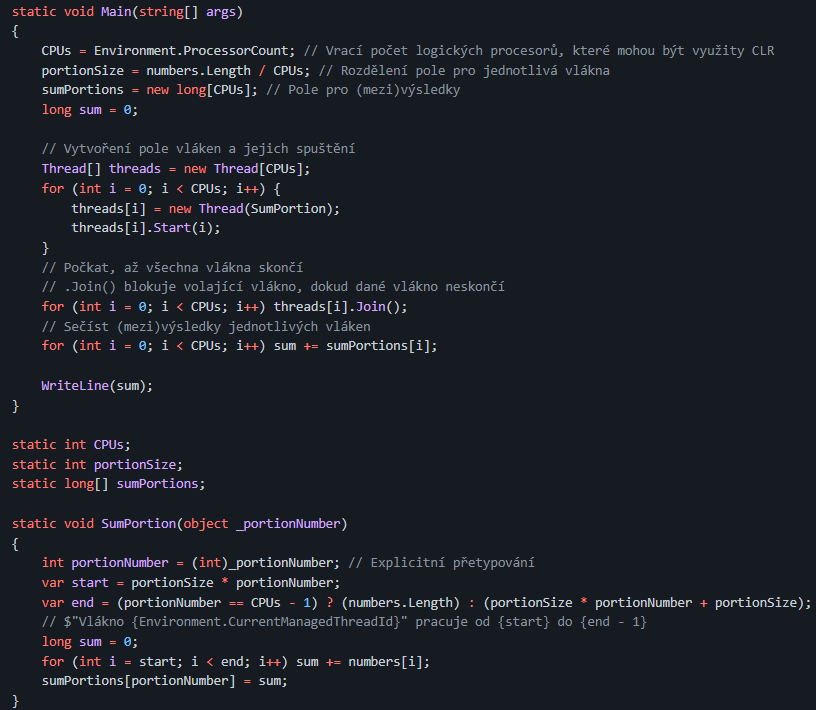 static void Main(string[] args)
{
    CPUs = Environment.ProcessorCount; // Vrací počet logických procesorů, které mohou být využity CLR
    portionSize = numbers.Length / CPUs; // Rozdělení pole pro jednotlivá vlákna
    sumPortions = new long[CPUs]; // Pole pro (mezi)výsledky
    long sum = 0;

    // Vytvoření pole vláken a jejich spuštění
    Thread[] threads = new Thread[CPUs];
    for (int i = 0; i < CPUs; i++) {
        threads[i] = new Thread(SumPortion);
        threads[i].Start(i);
    }
    // Počkat, až všechna vlákna skončí
    // .Join() blokuje volající vlákno, dokud dané vlákno neskončí
    for (int i = 0; i < CPUs; i++) threads[i].Join();
    // Sečíst (mezi)výsledky jednotlivých vláken
    for (int i = 0; i < CPUs; i++) sum += sumPortions[i];

    WriteLine(sum);
}

static int CPUs;
static int portionSize;
static long[] sumPortions;

static void SumPortion(object _portionNumber)
{
    int portionNumber = (int)_portionNumber; // Explicitní přetypování
    var start = portionSize * portionNumber;
    var end = (portionNumber == CPUs - 1) ? (numbers.Length) : (portionSize * portionNumber + portionSize);
    // $"Vlákno {Environment.CurrentManagedThreadId}" pracuje od {start} do {end - 1}
    long sum = 0;
    for (int i = start; i < end; i++) sum += numbers[i];
    sumPortions[portionNumber] = sum;
}